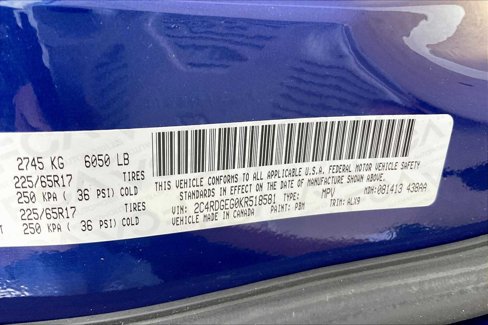 2745 KG 6050 LB
225/65R17 TIRES
250 KPA ( 36 PSI) COLD
225/65R17 TIRES
250 KPA ( 36 PSI) COLD
THIS VEHICLE CONFORMS TO ALL APPLICABLE U.S.A. FEDERAL MOTOR VEHICLE SAFETY
STANDARDS IN EFFECT ON THE DATE OF MANUFACTURE SHOWN ABOVE.
VIN: 2C4RDGEG0KR518581 TYPE: MPV MDH: 081413 438AA
VEHICLE MADE IN CANADA PAINT: PBM TRIM: ALX9